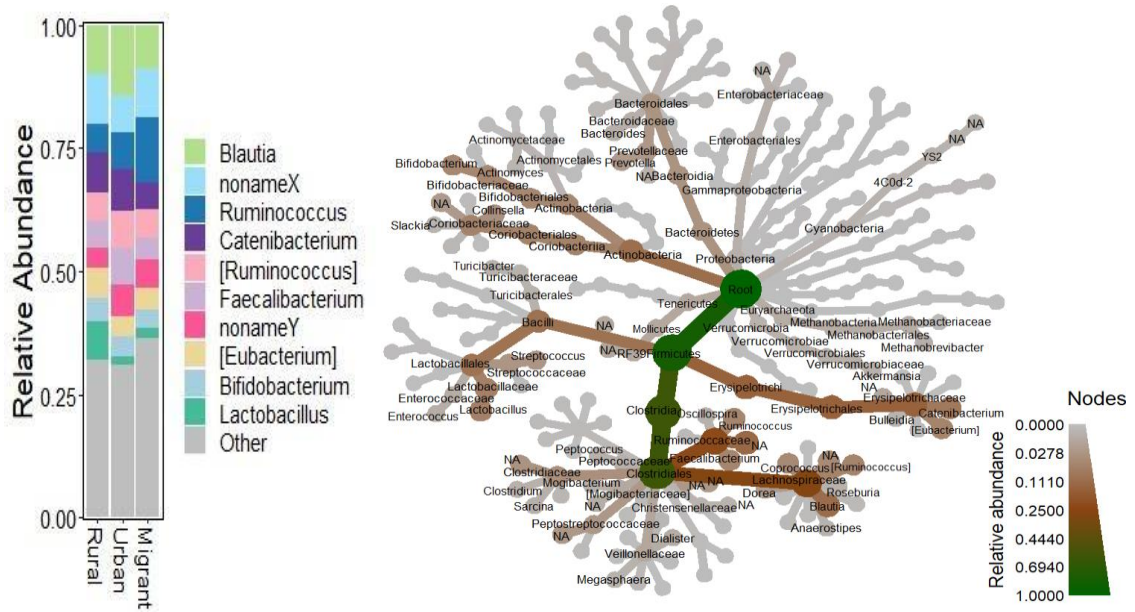 Relative Abundance
1.00
0.75
0.50
0.25
0.00
Rural
Urban
Migrant
Blautia
nonameX
Ruminococcus
Catenibacterium
[Ruminococcus]
Faecalibacterium
nonameY
[Eubacterium]
Bifidobacterium
Lactobacillus
Other
NA
Enterobacteriaceae
Bacteroidales
Bacteroidaceae
Bacteroides
Enterobacteriales
NA
NA
YS2
Actinomycetaceae
Actinomycetales
Prevotellaceae
Prevotella
Bifidobacterium
Actinomyces
NA
Bacteroidia
Gammaproteobacteria
4C0d-2
Bifidobacteriaceae
Bifidobacteriales
NA
Collinsella
Actinobacteria
Slackia
Coriobacteriaceae
Coriobacteriales
Bacteroidetes
Cyanobacteria
Coriobacteriia
Actinobacteria
Proteobacteria
Turicibacter
Turicibacteraceae
Turicibacterales
Root
Tenericutes
Euryarchaeota
Bacilli
NA
Mollicutes
Verrucomicrobia
Methanobacteria
Methanobacteriaceae
Methanobacteriales
Verrucomicrobiae
Methanobrevibacter
NA
RF39
Firmicutes
Verrucomicrobiales
Lactobacillales
Streptococcus
Streptococcaceae
Verrucomicrobiaceae
Akkermansia
Lactobacillaceae
Erysipelotrichi
NA
Enterococcaceae
Erysipelotrichaceae
Enterococcus
Lactobacillus
Clostridia
Oscillospira
Erysipelotrichales
Catenibacterium
Bulleidia
Ruminococcus
[Eubacterium]
Ruminococcaceae
NA
Peptococcus
Faecalibacterium
NA
Peptococcaceae
NA
Clostridiaceae
Clostridiales
Coprococcus
[Ruminococcus]
Mogibacterium
NA
NA
Lachnospiraceae
Clostridium
[Mogibacteriaceae]
Dorea
Roseburia
Sarcina
NA
Christensenellaceae
NA
Blautia
Peptostreptococcaceae
Anaerostipes
NA
Dialister
Veillonellaceae
Megasphaera
Nodes
Relative abundance
0.0000
0.0278
0.1110
0.2500
0.4440
0.6940
1.0000